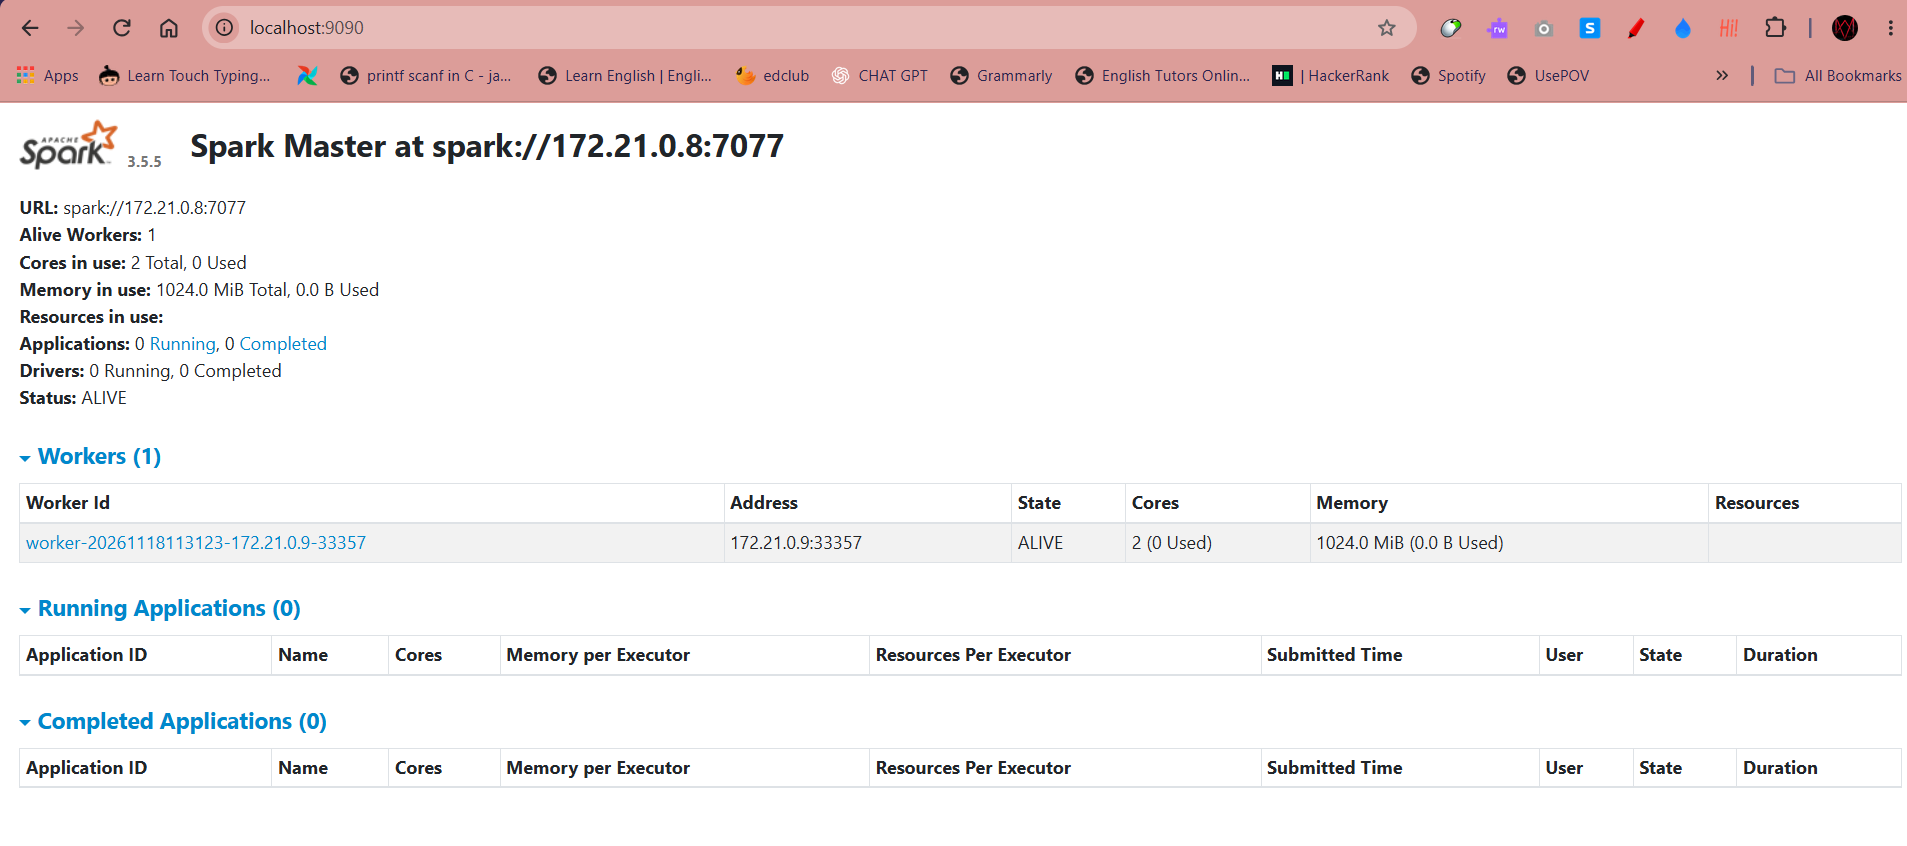 localhost:9090
Apps Learn Touch Typing... printf scanf in C - ja... Learn English | Engli... edclub CHAT GPT Grammarly English Tutors Onlin... | HackerRank Spotify UsePOV » All Bookmarks
rw S Hi!
APACHE Spark 3.5.5 Spark Master at spark://172.21.0.8:7077
URL: spark://172.21.0.8:7077
Alive Workers: 1
Cores in use: 2 Total, 0 Used
Memory in use: 1024.0 MiB Total, 0.0 B Used
Resources in use:
Applications: 0 Running, 0 Completed
Drivers: 0 Running, 0 Completed
Status: ALIVE
Workers (1)
Worker Id Address State Cores Memory Resources
worker-20261118113123-172.21.0.9-33357 172.21.0.9:33357 ALIVE 2 (0 Used) 1024.0 MiB (0.0 B Used)
Running Applications (0)
Application ID Name Cores Memory per Executor Resources Per Executor Submitted Time User State Duration
Completed Applications (0)
Application ID Name Cores Memory per Executor Resources Per Executor Submitted Time User State Duration